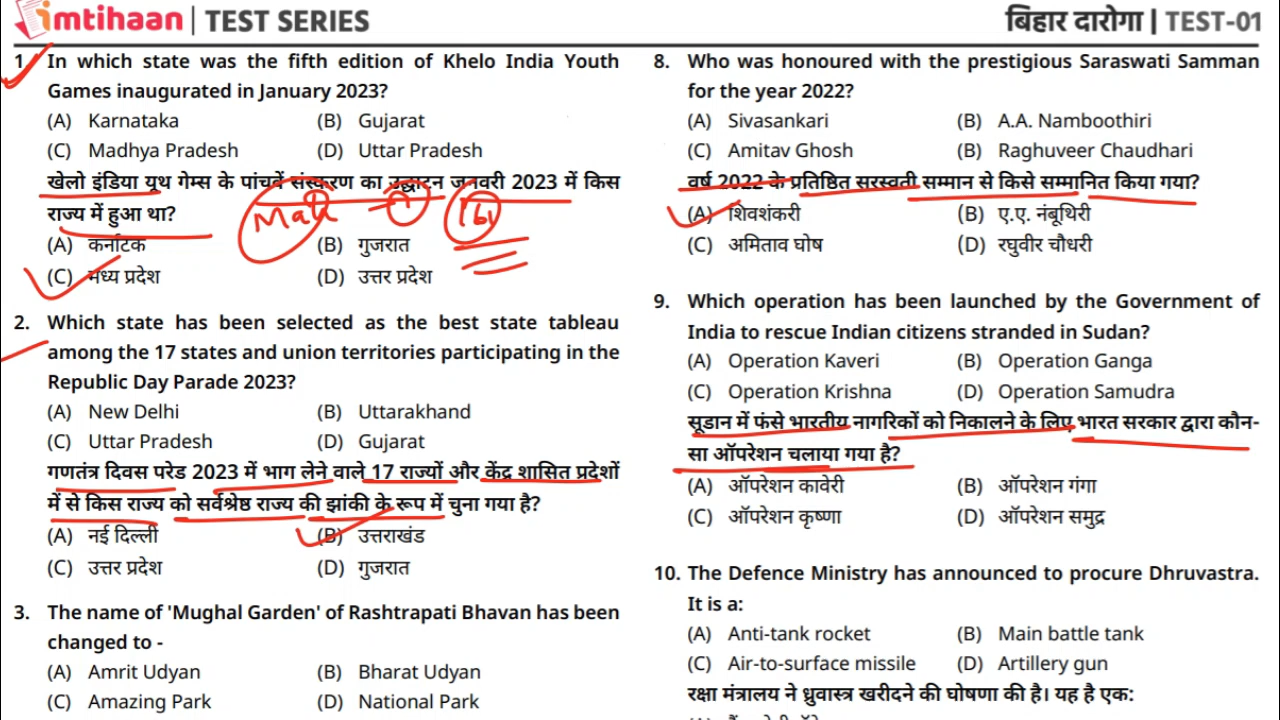 imtihaan | TEST SERIES
बिहार दारोगा | TEST-01
1. In which state was the fifth edition of Khelo India Youth
Games inaugurated in January 2023?
(A) Karnataka (B) Gujarat
(C) Madhya Pradesh (D) Uttar Pradesh
खेलो इंडिया यूथ गेम्स के पांचवें संस्करण का उद्घाटन जनवरी 2023 में किस
राज्य में हुआ था?
(A) कर्नाटक (B) गुजरात
(C) मध्य प्रदेश (D) उत्तर प्रदेश
2. Which state has been selected as the best state tableau
among the 17 states and union territories participating in the
Republic Day Parade 2023?
(A) New Delhi (B) Uttarakhand
(C) Uttar Pradesh (D) Gujarat
गणतंत्र दिवस परेड 2023 में भाग लेने वाले 17 राज्यों और केंद्र शासित प्रदेशों
में से किस राज्य को सर्वश्रेष्ठ राज्य की झांकी के रूप में चुना गया है?
(A) नई दिल्ली (B) उत्तराखंड
(C) उत्तर प्रदेश (D) गुजरात
3. The name of 'Mughal Garden' of Rashtrapati Bhavan has been
changed to -
(A) Amrit Udyan (B) Bharat Udyan
(C) Amazing Park (D) National Park
8. Who was honoured with the prestigious Saraswati Samman
for the year 2022?
(A) Sivasankari (B) A.A. Namboothiri
(C) Amitav Ghosh (B) Raghuveer Chaudhari
वर्ष 2022 के प्रतिष्ठित सरस्वती सम्मान से किसे सम्मानित किया गया?
(A) शिवशंकरी (B) ए.ए. नंबूथिरी
(C) अमिताव घोष (D) रघुवीर चौधरी
9. Which operation has been launched by the Government of
India to rescue Indian citizens stranded in Sudan?
(A) Operation Kaveri (B) Operation Ganga
(C) Operation Krishna (D) Operation Samudra
सूडान में फंसे भारतीय नागरिकों को निकालने के लिए भारत सरकार द्वारा कौन-
सा ऑपरेशन चलाया गया है?
(A) ऑपरेशन कावेरी (B) ऑपरेशन गंगा
(C) ऑपरेशन कृष्णा (D) ऑपरेशन समुद्र
10. The Defence Ministry has announced to procure Dhruvastra.
It is a:
(A) Anti-tank rocket (B) Main battle tank
(C) Air-to-surface missile (D) Artillery gun
रक्षा मंत्रालय ने ध्रुवास्त्र खरीदने की घोषणा की है। यह है एक: